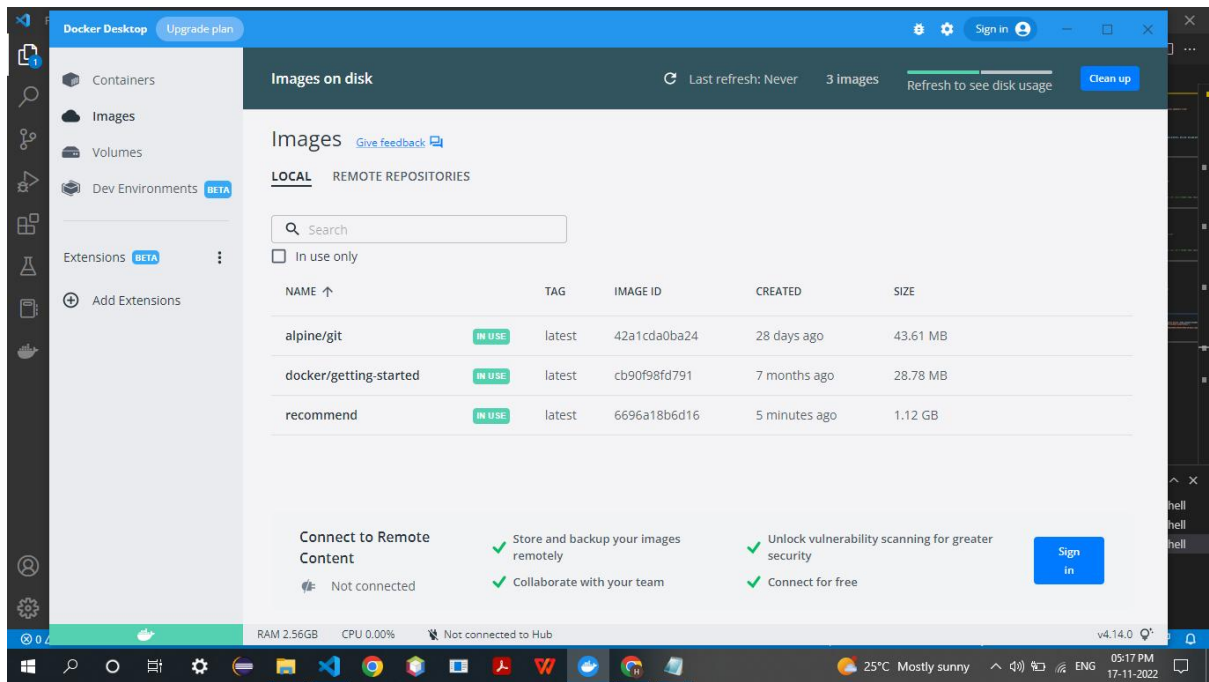 Docker Desktop Upgrade plan Sign in
Containers
Images
Volumes
Dev Environments BETA
Extensions BETA
Add Extensions
Images on disk Last refresh: Never 3 images Refresh to see disk usage Clean up
Images Give feedback
LOCAL REMOTE REPOSITORIES
Search
In use only
NAME TAG IMAGE ID CREATED SIZE
alpine/git IN USE latest 42a1cda0ba24 28 days ago 43.61 MB
docker/getting-started IN USE latest cb90f98fd791 7 months ago 28.78 MB
recommend IN USE latest 6696a18b6d16 5 minutes ago 1.12 GB
Connect to Remote
Content
Not connected
Store and backup your images
remotely
Collaborate with your team
Unlock vulnerability scanning for greater
security
Connect for free
Sign
in
hell
hell
hell
RAM 2.56GB CPU 0.00% Not connected to Hub v4.14.0
25°C Mostly sunny ENG 05:17 PM
17-11-2022